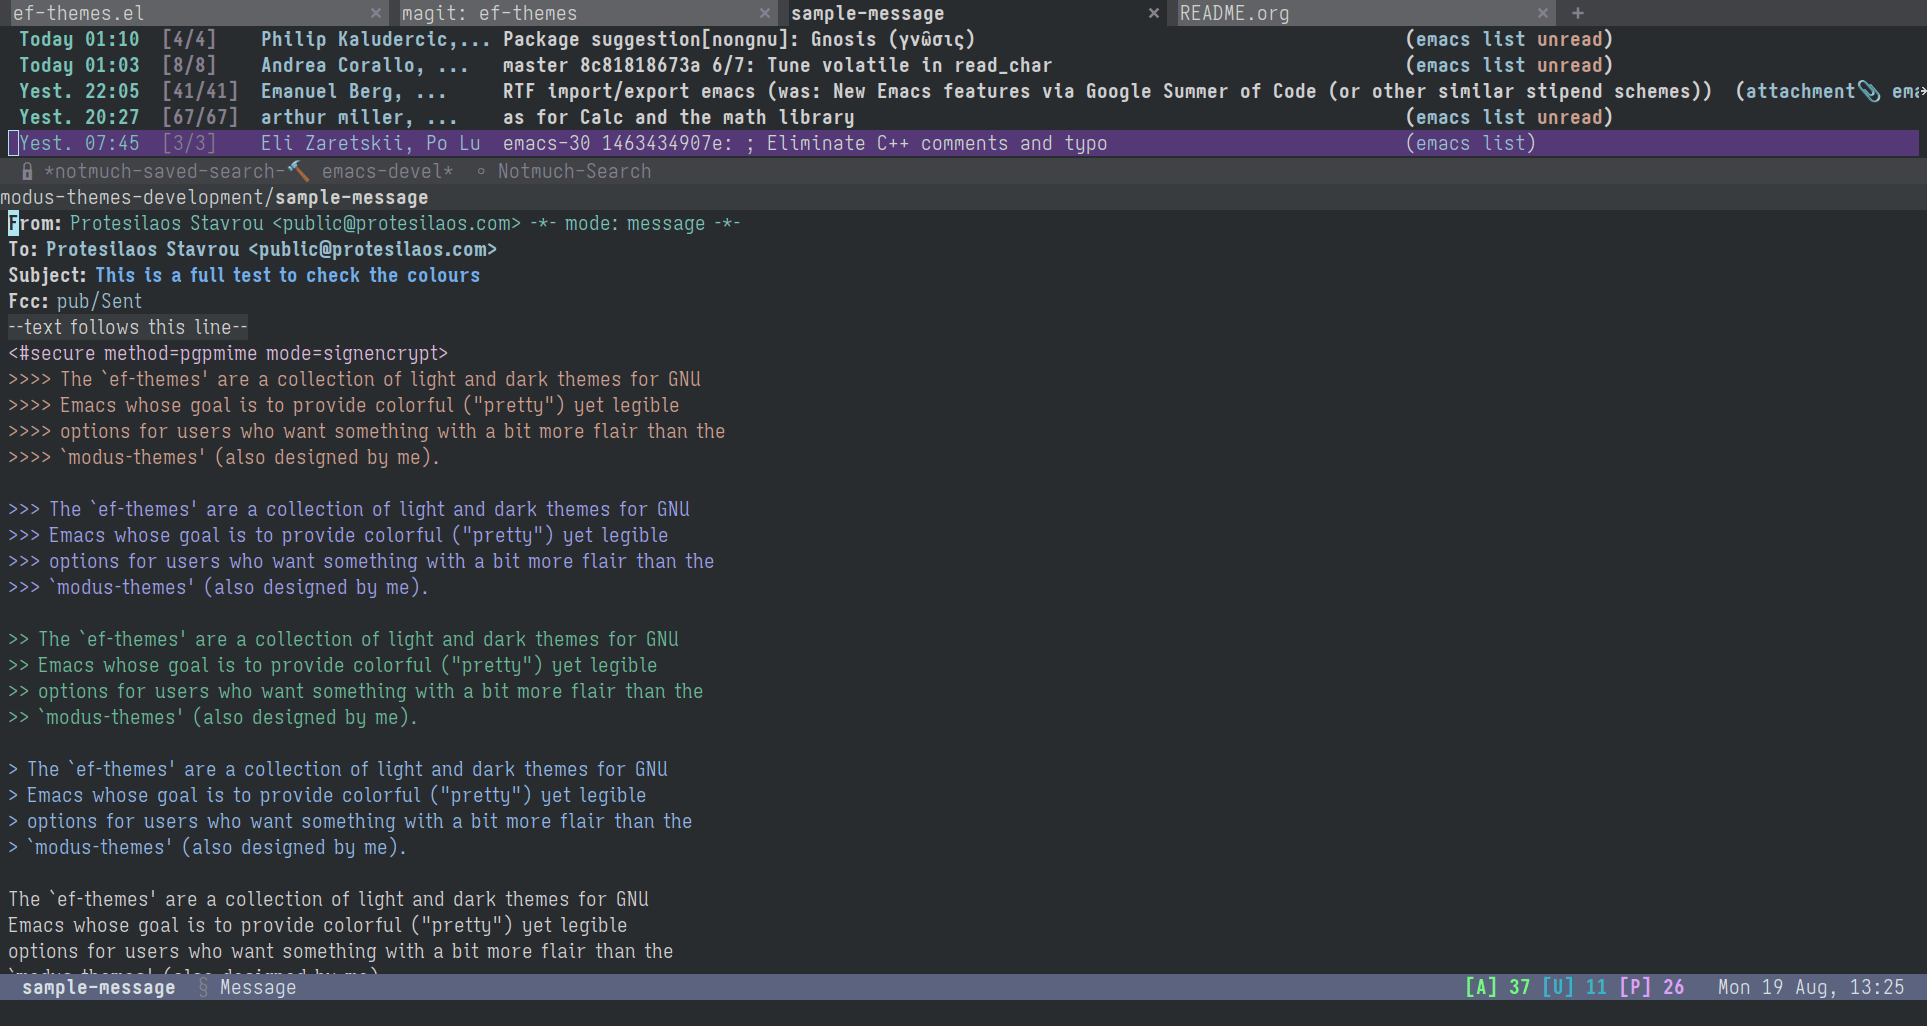 ef-themes.el × magit: ef-themes × sample-message × README.org × +
Today 01:10 [4/4] Philip Kaludercic,... Package suggestion[nongnu]: Gnosis (γνῶσις) (emacs list unread)
Today 01:03 [8/8] Andrea Corallo, ... master 8c81818673a 6/7: Tune volatile in read_char (emacs list unread)
Yest. 22:05 [41/41] Emanuel Berg, ... RTF import/export emacs (was: New Emacs features via Google Summer of Code (or other similar stipend schemes)) (attachment📎 ema
Yest. 20:27 [67/67] arthur miller, ... as for Calc and the math library (emacs list unread)
Yest. 07:45 [3/3] Eli Zaretskii, Po Lu emacs-30 1463434907e: ; Eliminate C++ comments and typo (emacs list)
🔒 *notmuch-saved-search-🔨 emacs-devel* ◦ Notmuch-Search
modus-themes-development/sample-message
From: Protesilaos Stavrou <public@protesilaos.com> -*- mode: message -*-
To: Protesilaos Stavrou <public@protesilaos.com>
Subject: This is a full test to check the colours
Fcc: pub/Sent
--text follows this line--
<#secure method=pgpmime mode=signencrypt>
>>>> The `ef-themes' are a collection of light and dark themes for GNU
>>>> Emacs whose goal is to provide colorful ("pretty") yet legible
>>>> options for users who want something with a bit more flair than the
>>>> `modus-themes' (also designed by me).
>>> The `ef-themes' are a collection of light and dark themes for GNU
>>> Emacs whose goal is to provide colorful ("pretty") yet legible
>>> options for users who want something with a bit more flair than the
>>> `modus-themes' (also designed by me).
>> The `ef-themes' are a collection of light and dark themes for GNU
>> Emacs whose goal is to provide colorful ("pretty") yet legible
>> options for users who want something with a bit more flair than the
>> `modus-themes' (also designed by me).
> The `ef-themes' are a collection of light and dark themes for GNU
> Emacs whose goal is to provide colorful ("pretty") yet legible
> options for users who want something with a bit more flair than the
> `modus-themes' (also designed by me).
The `ef-themes' are a collection of light and dark themes for GNU
Emacs whose goal is to provide colorful ("pretty") yet legible
options for users who want something with a bit more flair than the
`modus-themes' (also designed by me)
sample-message § Message [A] 37 [U] 11 [P] 26 Mon 19 Aug, 13:25